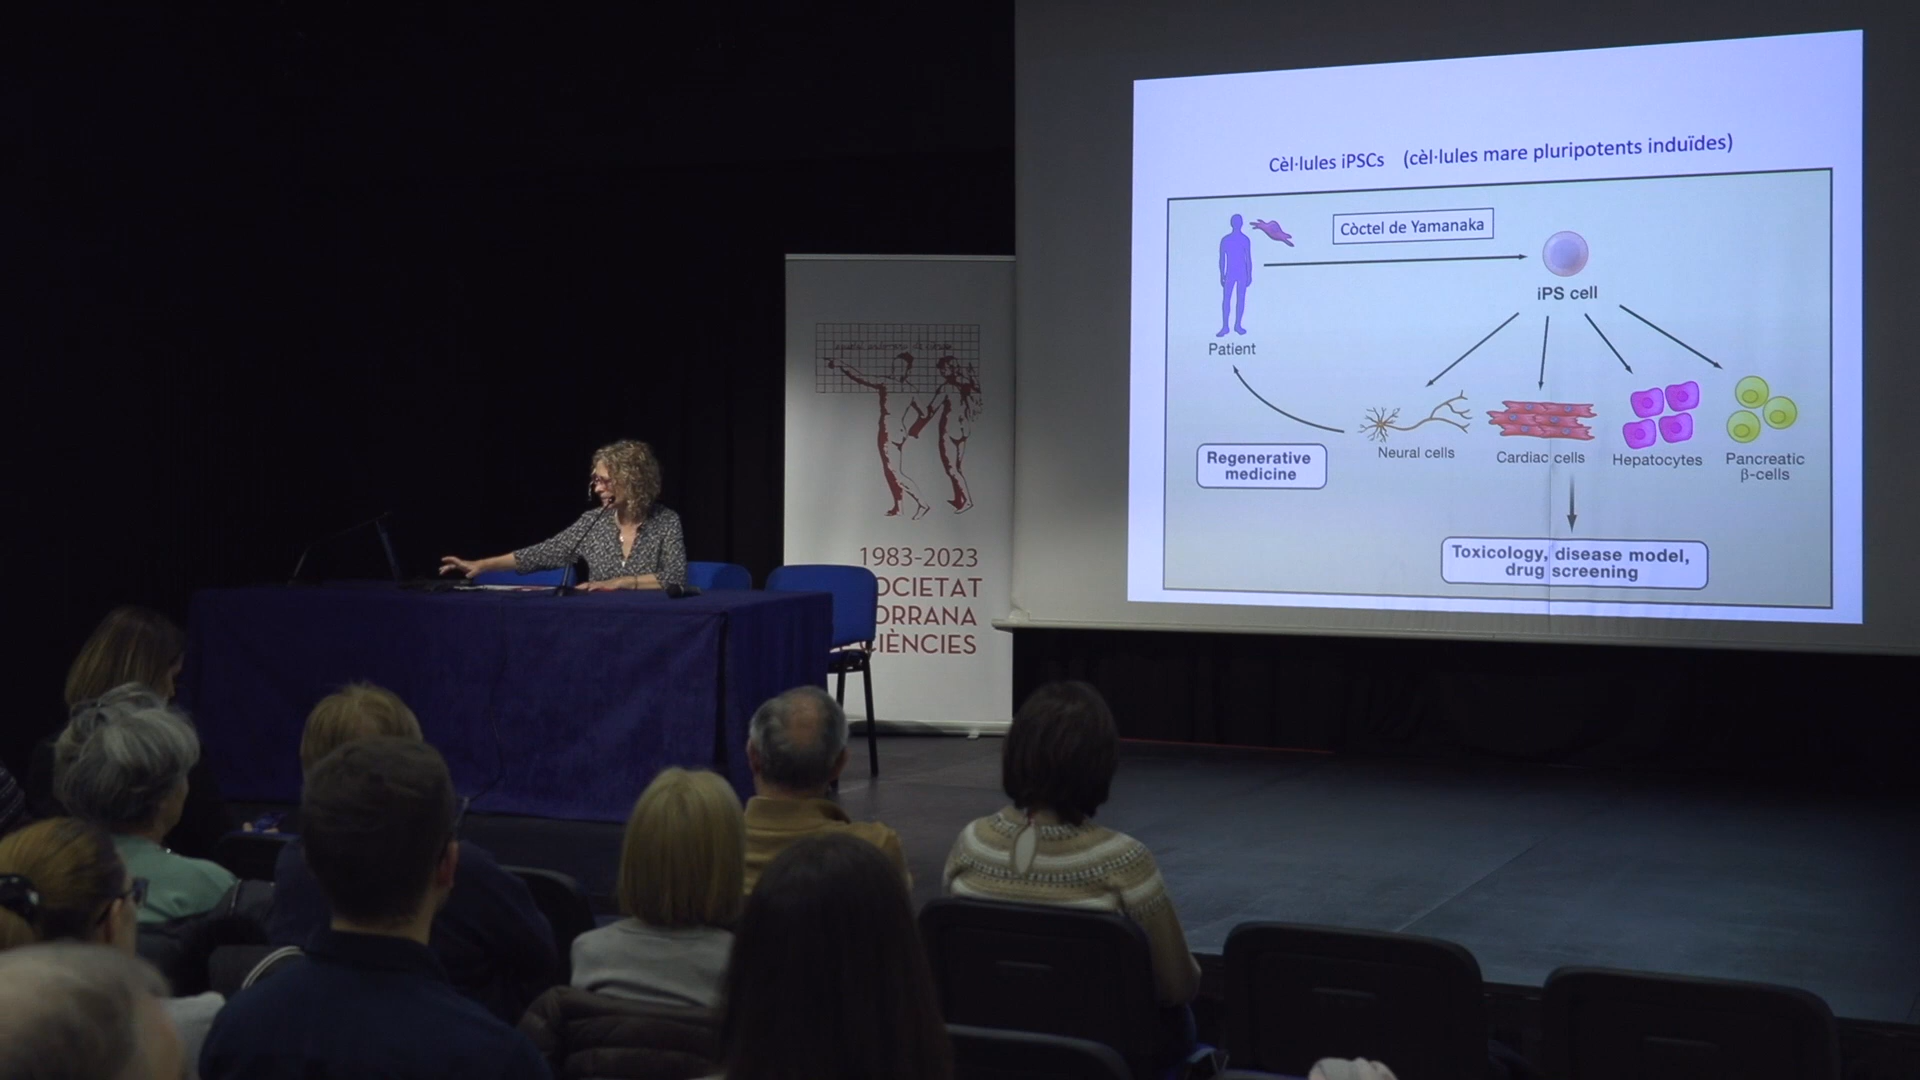 Cèl·lules iPSCs (cèl·lules mare pluripotents induïdes)
Còctel de Yamanaka
iPS cell
Patient
Neural cells
Cardiac cells
Hepatocytes
Pancreatic
β-cells
Regenerative
medicine
Toxicology, disease model,
drug screening
1983-2023
OCIETAT
ORRANA
CIÈNCIES